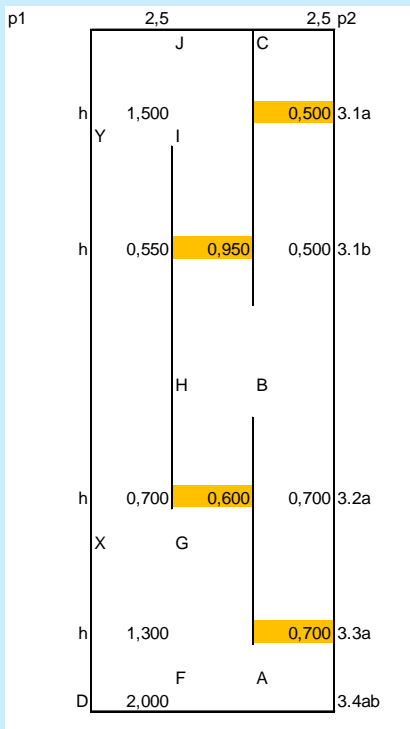 p1 2,5 2,5 p2
J C
h 1,500 0,500 3.1a
Y I
h 0,550 0,950 0,500 3.1b
H B
h 0,700 0,600 0,700 3.2a
X G
h 1,300 0,700 3.3a
F A
D 2,000 3.4ab